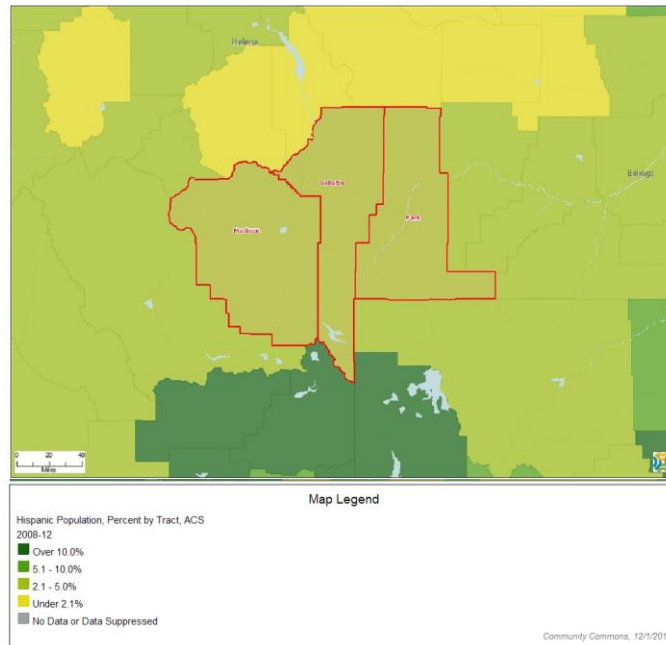 Helena
Gallatin
Billings
Park
Madison
0 20 40
Miles
Map Legend
Hispanic Population, Percent by Tract, ACS
2008-12
Over 10.0%
5.1 - 10.0%
2.1 - 5.0%
Under 2.1%
No Data or Data Suppressed
Community Commons, 12/1/201